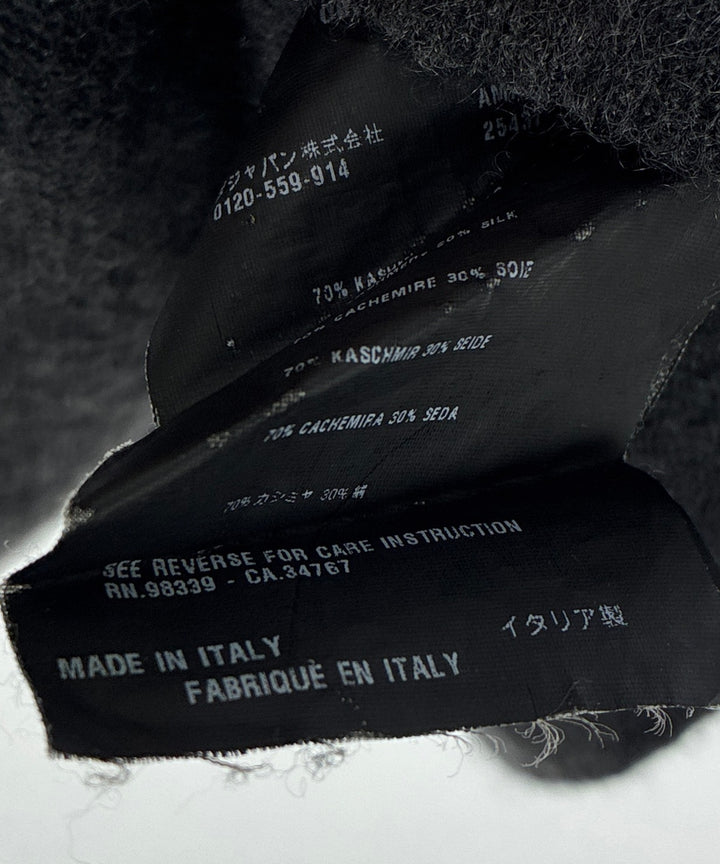 ジャパン株式会社
0120-559-914
70%
30% SILK
CACHEMIRE 30% SOIE
70% KASCHMIR 30% SEIDE
70% CACHEMIRA 30% SEDA
70% カシミヤ 30% 絹
SEE REVERSE FOR CARE INSTRUCTION
RN.98339 - CA.34767
イタリア製
MADE IN ITALY
FABRIQUÈ EN ITALY